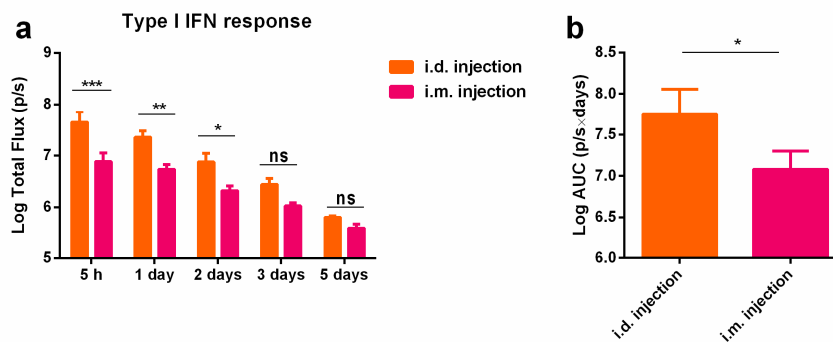 a
Type I IFN response
Log Total Flux (p/s)
9
8
7
6
5
***
**
*
ns
ns
5 h
1 day
2 days
3 days
5 days
i.d. injection
i.m. injection
b
Log AUC (p/s×days)
8.5
8.0
7.5
7.0
6.5
6.0
*
i.d. injection
i.m. injection